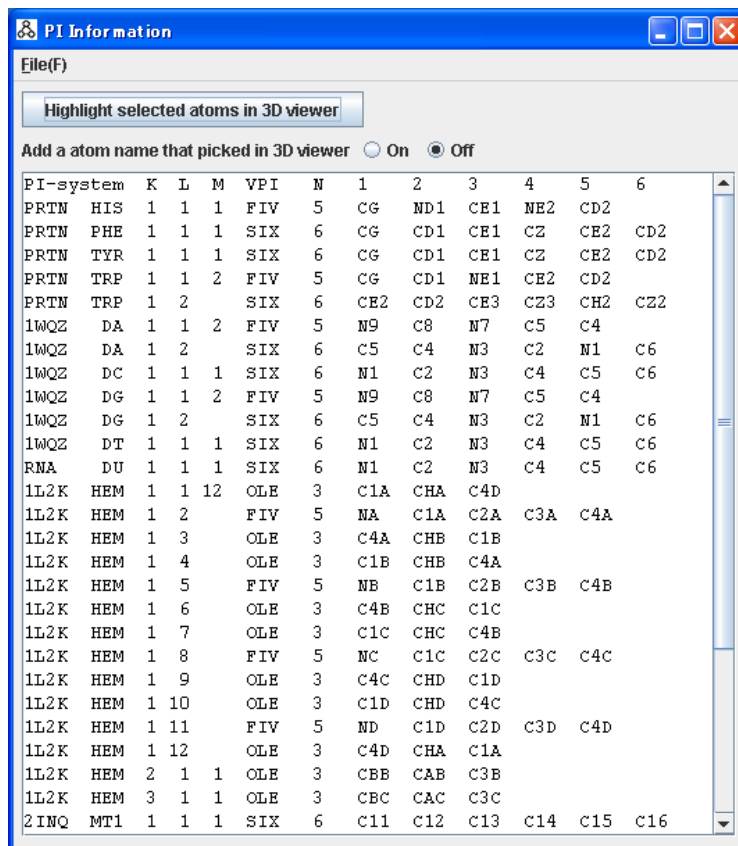 PI Information
File(F)
Highlight selected atoms in 3D viewer
Add a atom name that picked in 3D viewer On Off
PI-system K L M VPI N 1 2 3 4 5 6
PRTN HIS 1 1 1 FIV 5 CG ND1 CE1 NE2 CD2
PRTN PHE 1 1 1 SIX 6 CG CD1 CE1 CZ CE2 CD2
PRTN TYR 1 1 1 SIX 6 CG CD1 CE1 CZ CE2 CD2
PRTN TRP 1 1 2 FIV 5 CG CD1 NE1 CE2 CD2
PRTN TRP 1 2 SIX 6 CE2 CD2 CE3 CZ3 CH2 CZ2
1WQZ DA 1 1 2 FIV 5 N9 C8 N7 C5 C4
1WQZ DA 1 2 SIX 6 C5 C4 N3 C2 N1 C6
1WQZ DC 1 1 1 SIX 6 N1 C2 N3 C4 C5 C6
1WQZ DG 1 1 2 FIV 5 N9 C8 N7 C5 C4
1WQZ DG 1 2 SIX 6 C5 C4 N3 C2 N1 C6
1WQZ DT 1 1 1 SIX 6 N1 C2 N3 C4 C5 C6
RNA DU 1 1 1 SIX 6 N1 C2 N3 C4 C5 C6
1L2K HEM 1 1 12 OLE 3 C1A CHA C4D
1L2K HEM 1 2 FIV 5 NA C1A C2A C3A C4A
1L2K HEM 1 3 OLE 3 C4A CHB C1B
1L2K HEM 1 4 OLE 3 C1B CHB C4A
1L2K HEM 1 5 FIV 5 NB C1B C2B C3B C4B
1L2K HEM 1 6 OLE 3 C4B CHC C1C
1L2K HEM 1 7 OLE 3 C1C CHC C4B
1L2K HEM 1 8 FIV 5 NC C1C C2C C3C C4C
1L2K HEM 1 9 OLE 3 C4C CHD C1D
1L2K HEM 1 10 OLE 3 C1D CHD C4C
1L2K HEM 1 11 FIV 5 ND C1D C2D C3D C4D
1L2K HEM 1 12 OLE 3 C4D CHA C1A
1L2K HEM 2 1 1 OLE 3 CBB CAB C3B
1L2K HEM 3 1 1 OLE 3 CBC CAC C3C
2INQ MT1 1 1 1 SIX 6 C11 C12 C13 C14 C15 C16